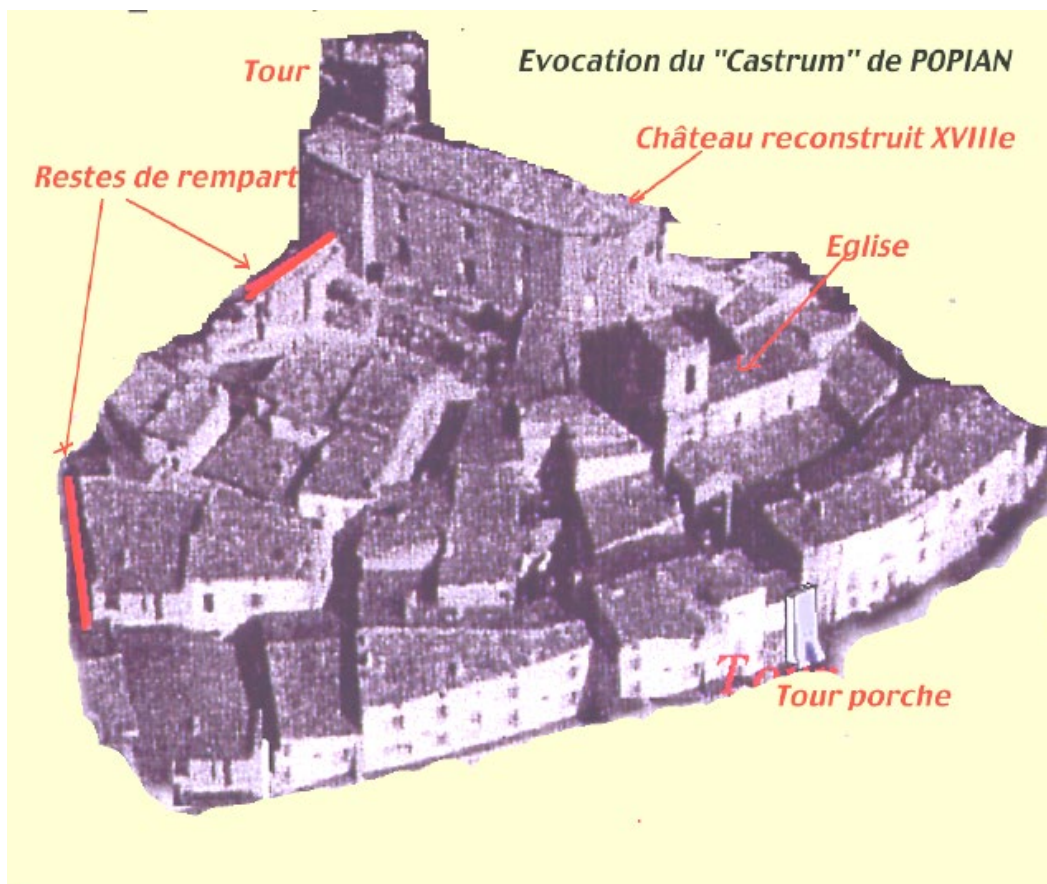 Evocation du "Castrum" de POPIAN
Tour
Château reconstruit XVIIIe
Restes de rempart
Eglise
Tour porche